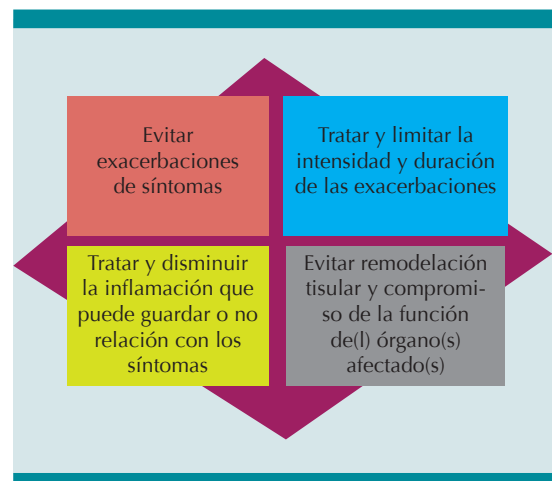 Evitar
exacerbaciones
de síntomas
Tratar y limitar la
intensidad y duración
de las exacerbaciones
Tratar y disminuir
la inflamación que
puede guardar o no
relación con los
síntomas
Evitar remodelación
tisular y compromi-
so de la función
de(l) órgano(s)
afectado(s)